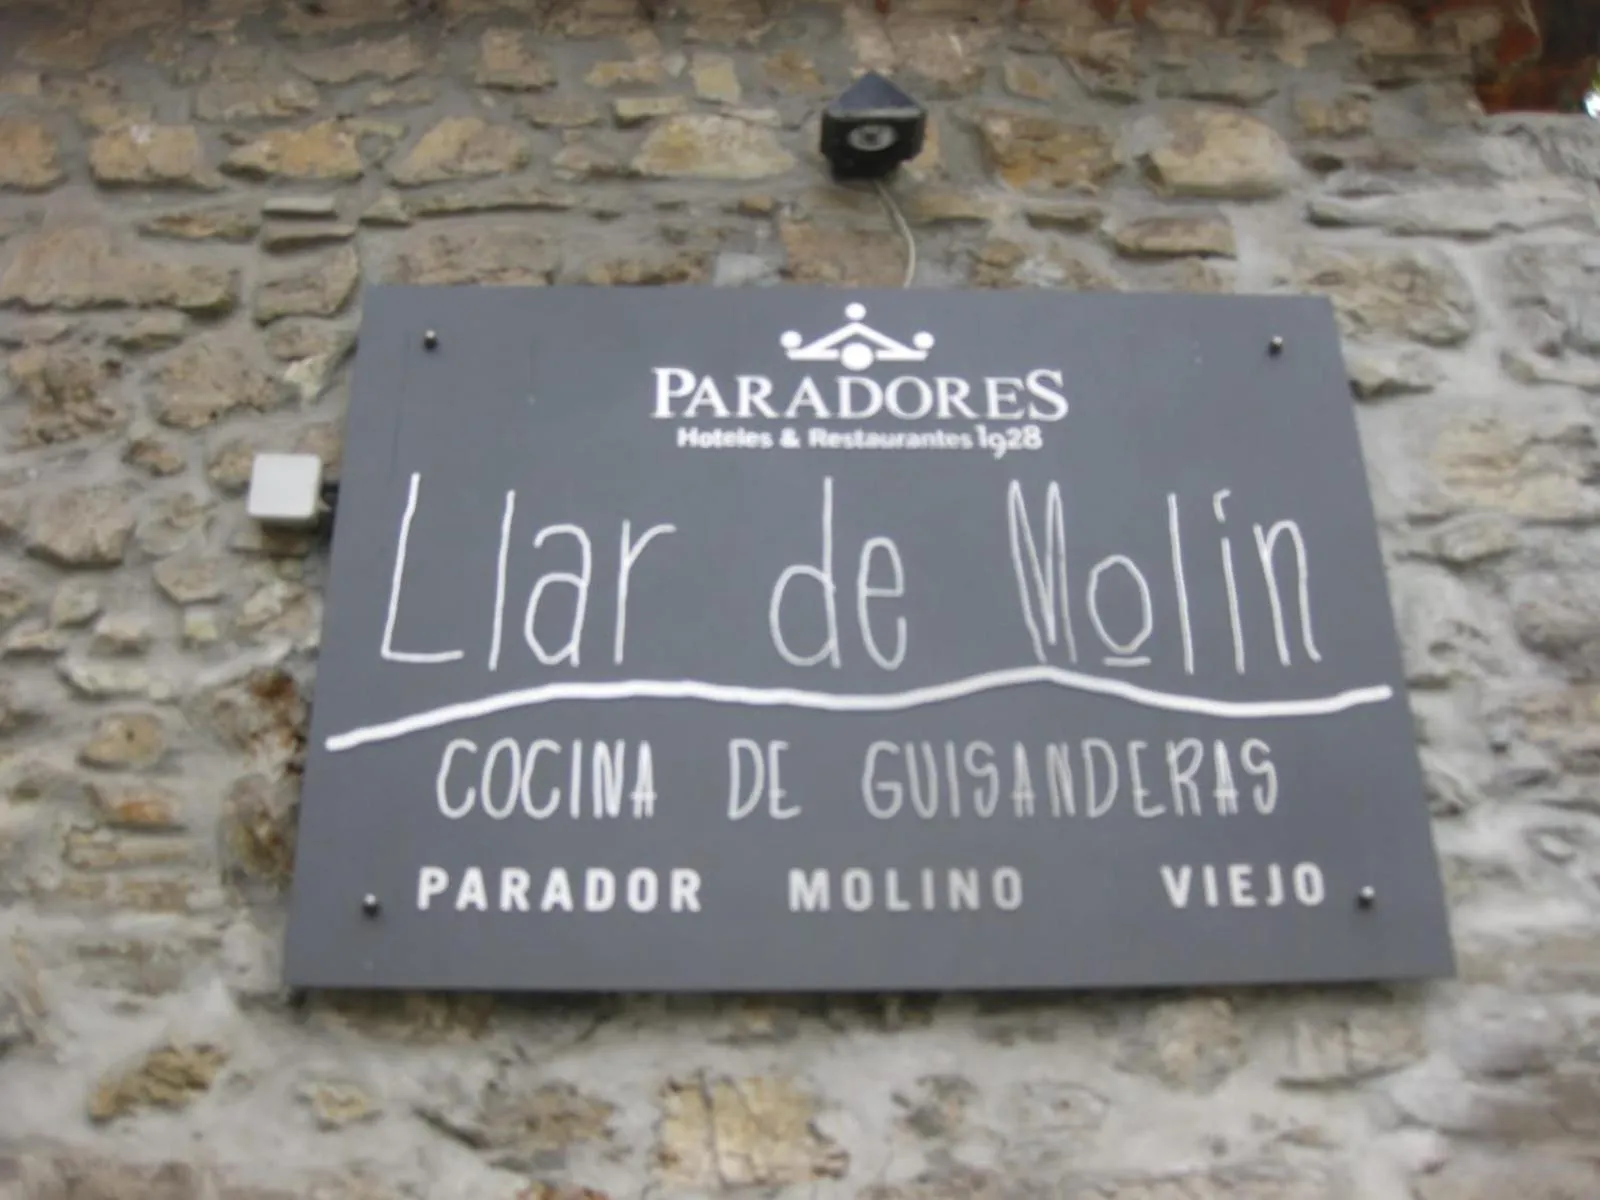 PARADORES
Hoteles & Restaurantes 1928
Llar de Molín
COCINA DE GUISANDERAS
PARADOR MOLINO VIEJO